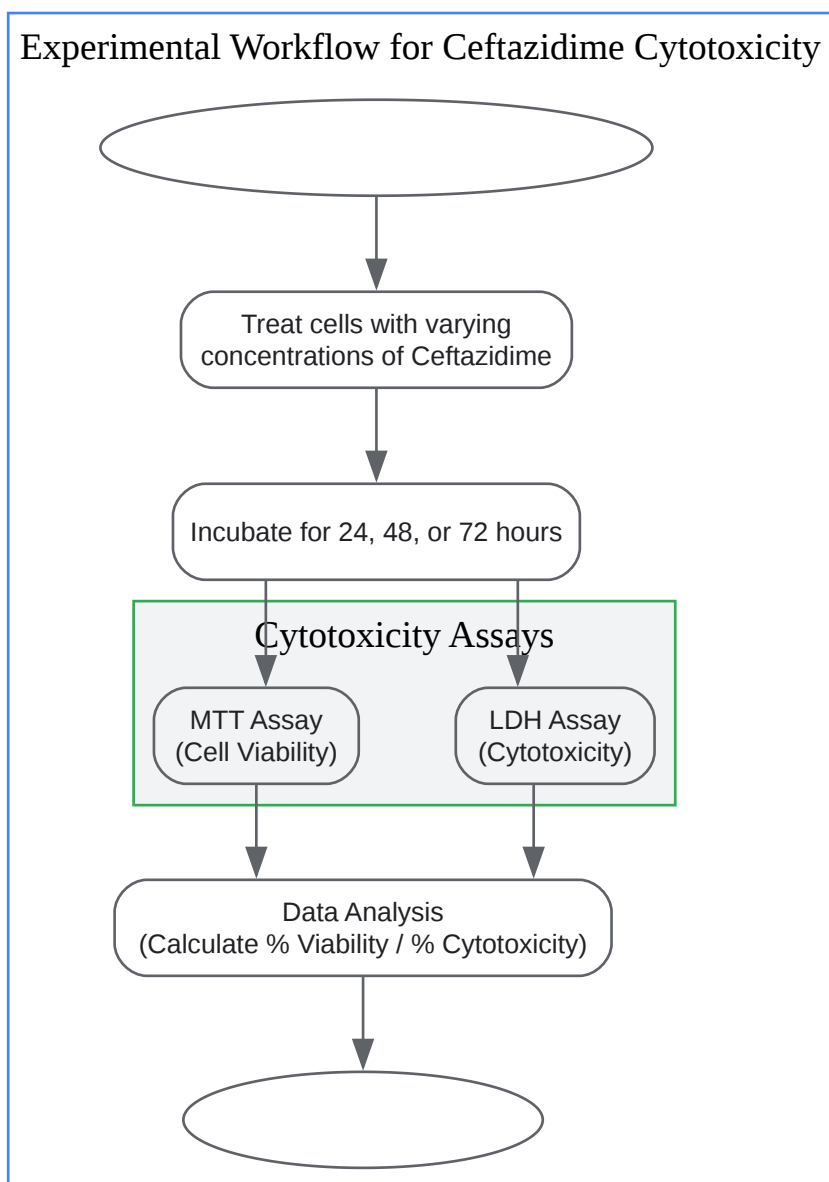 Experimental Workflow for Ceftazidime Cytotoxicity
Treat cells with varying
concentrations of Ceftazidime
Incubate for 24, 48, or 72 hours
Cytotoxicity Assays
MTT Assay
(Cell Viability)
LDH Assay
(Cytotoxicity)
Data Analysis
(Calculate % Viability / % Cytotoxicity)